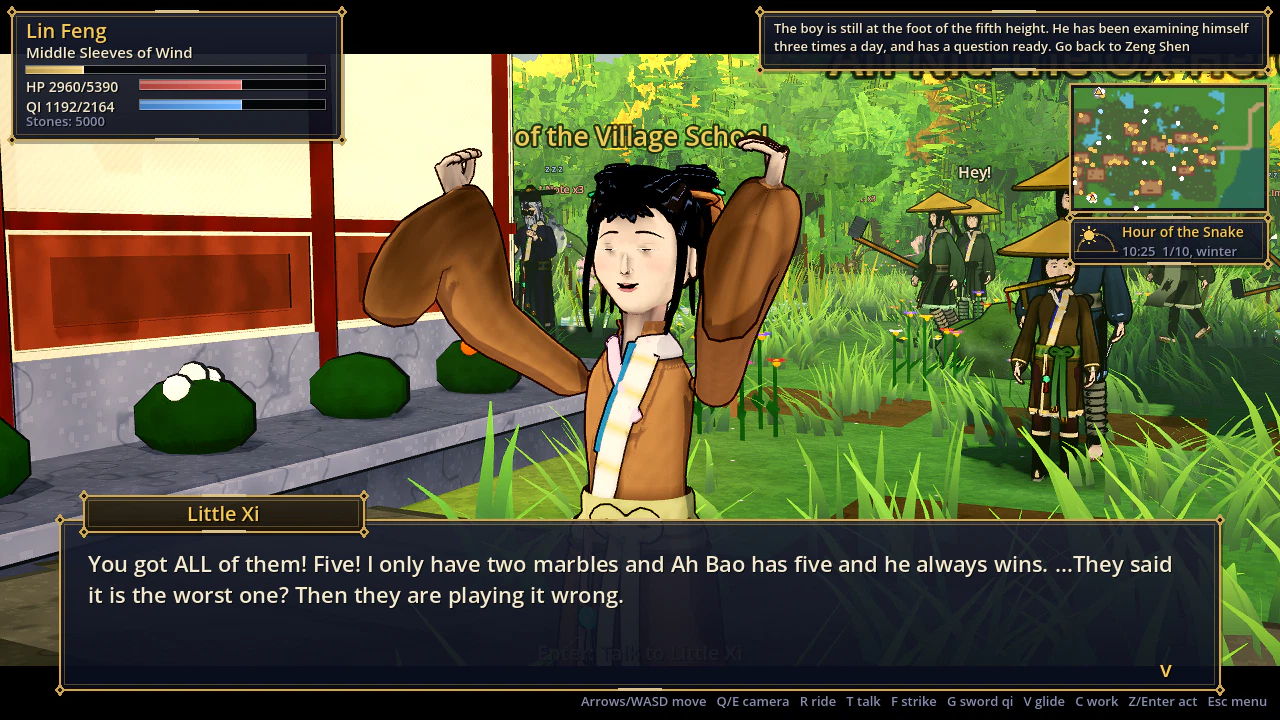 Lin Feng
Middle Sleeves of Wind
HP 2960/5390
QI 1192/2164
Stones: 5000
The boy is still at the foot of the fifth height. He has been examining himself
three times a day, and has a question ready. Go back to Zeng Shen
of the Village School
z z z
x3
Hey!
Hour of the Snake
10:25 1/10, winter
Little Xi
You got ALL of them! Five! I only have two marbles and Ah Bao has five and he always wins. ...They said
it is the worst one? Then they are playing it wrong.
Enter: Talk to Little Xi
V
Arrows/WASD move Q/E camera R ride T talk F strike G sword qi V glide C work Z/Enter act Esc menu